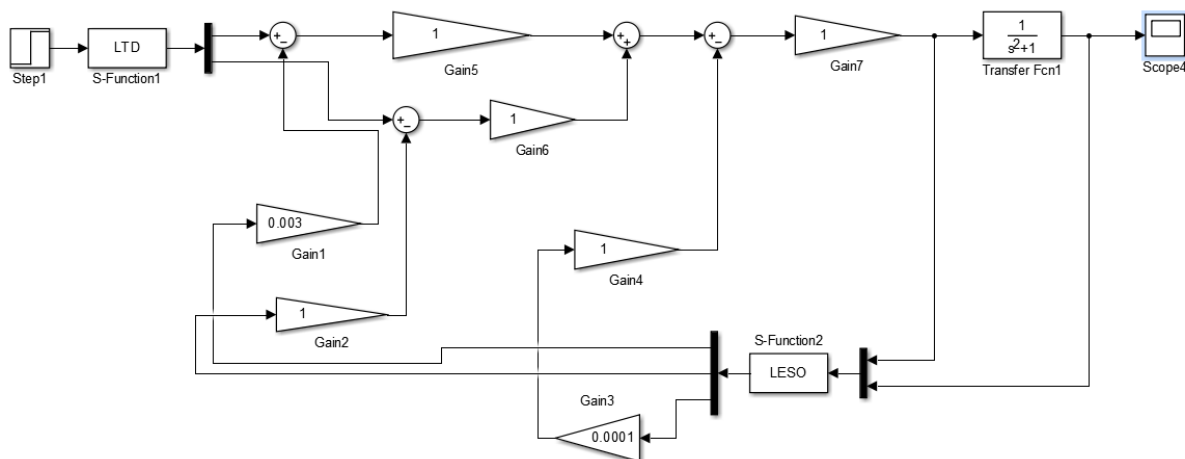 Step1
LTD
S-Function1
+-
1
Gain5
++
+-
1
Gain7
1
s²+1
Transfer Fcn1
Scope4
+-
1
Gain6
0.003
Gain1
1
Gain4
1
Gain2
S-Function2
LESO
Gain3
0.0001